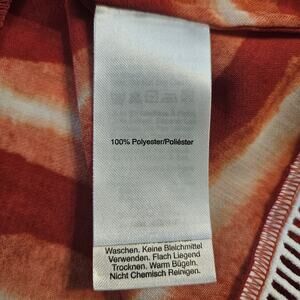 100% Polyester/Poliéster
Waschen. Keine Bleichmittel
Verwenden. Flach Liegend
Trocknen. Warm Bügeln.
Nicht Chemisch Reinigen.